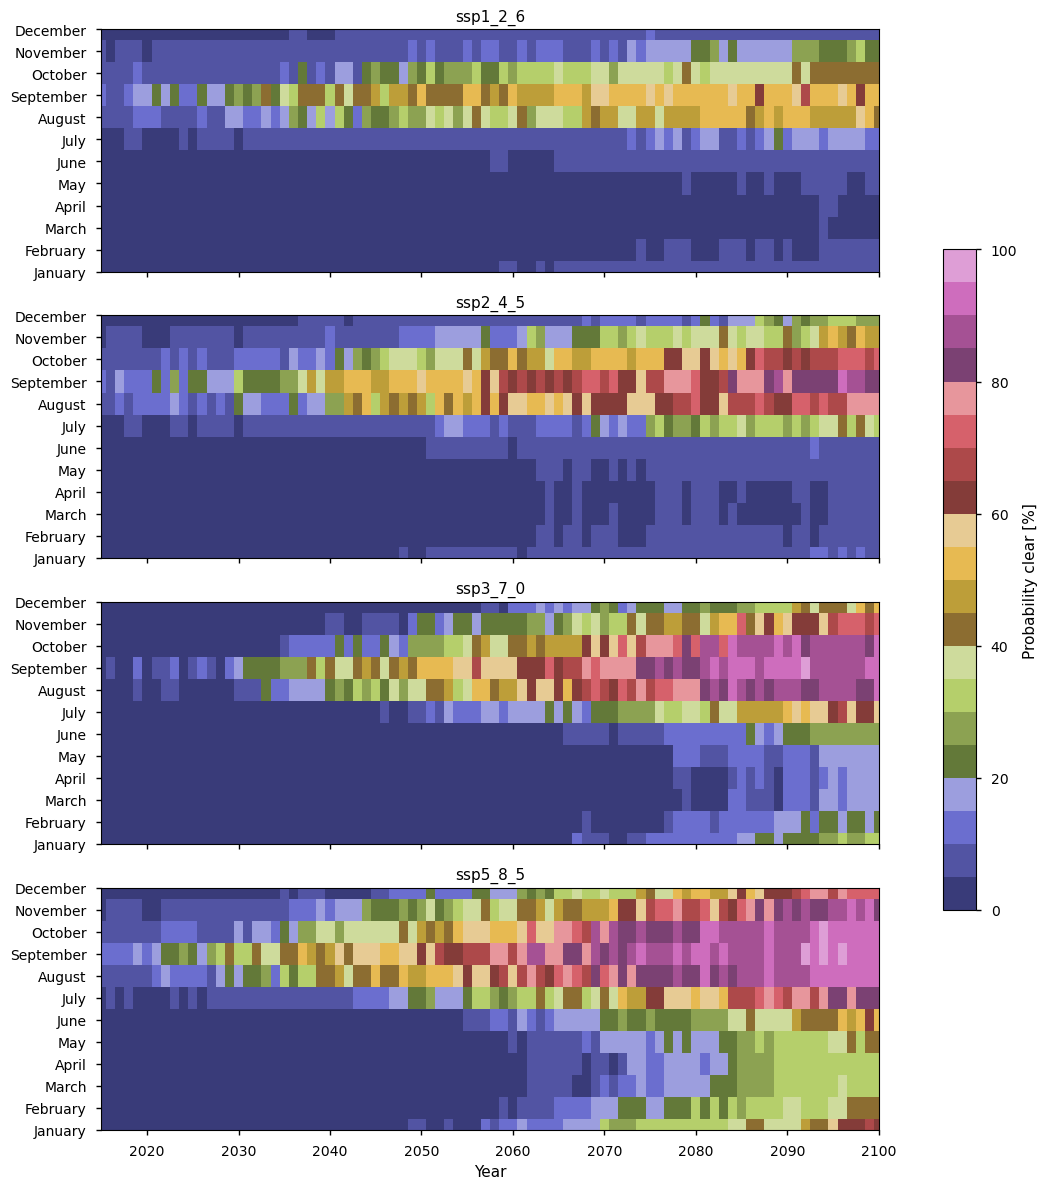 ssp1_2_6
December
November
October
September
August
July
June
May
April
March
February
January
ssp2_4_5
December
November
October
September
August
July
June
May
April
March
February
January
ssp3_7_0
December
November
October
September
August
July
June
May
April
March
February
January
ssp5_8_5
December
November
October
September
August
July
June
May
April
March
February
January
2020 2030 2040 2050 2060 2070 2080 2090 2100
Year
100
80
60
40
20
0
Probability clear [%]